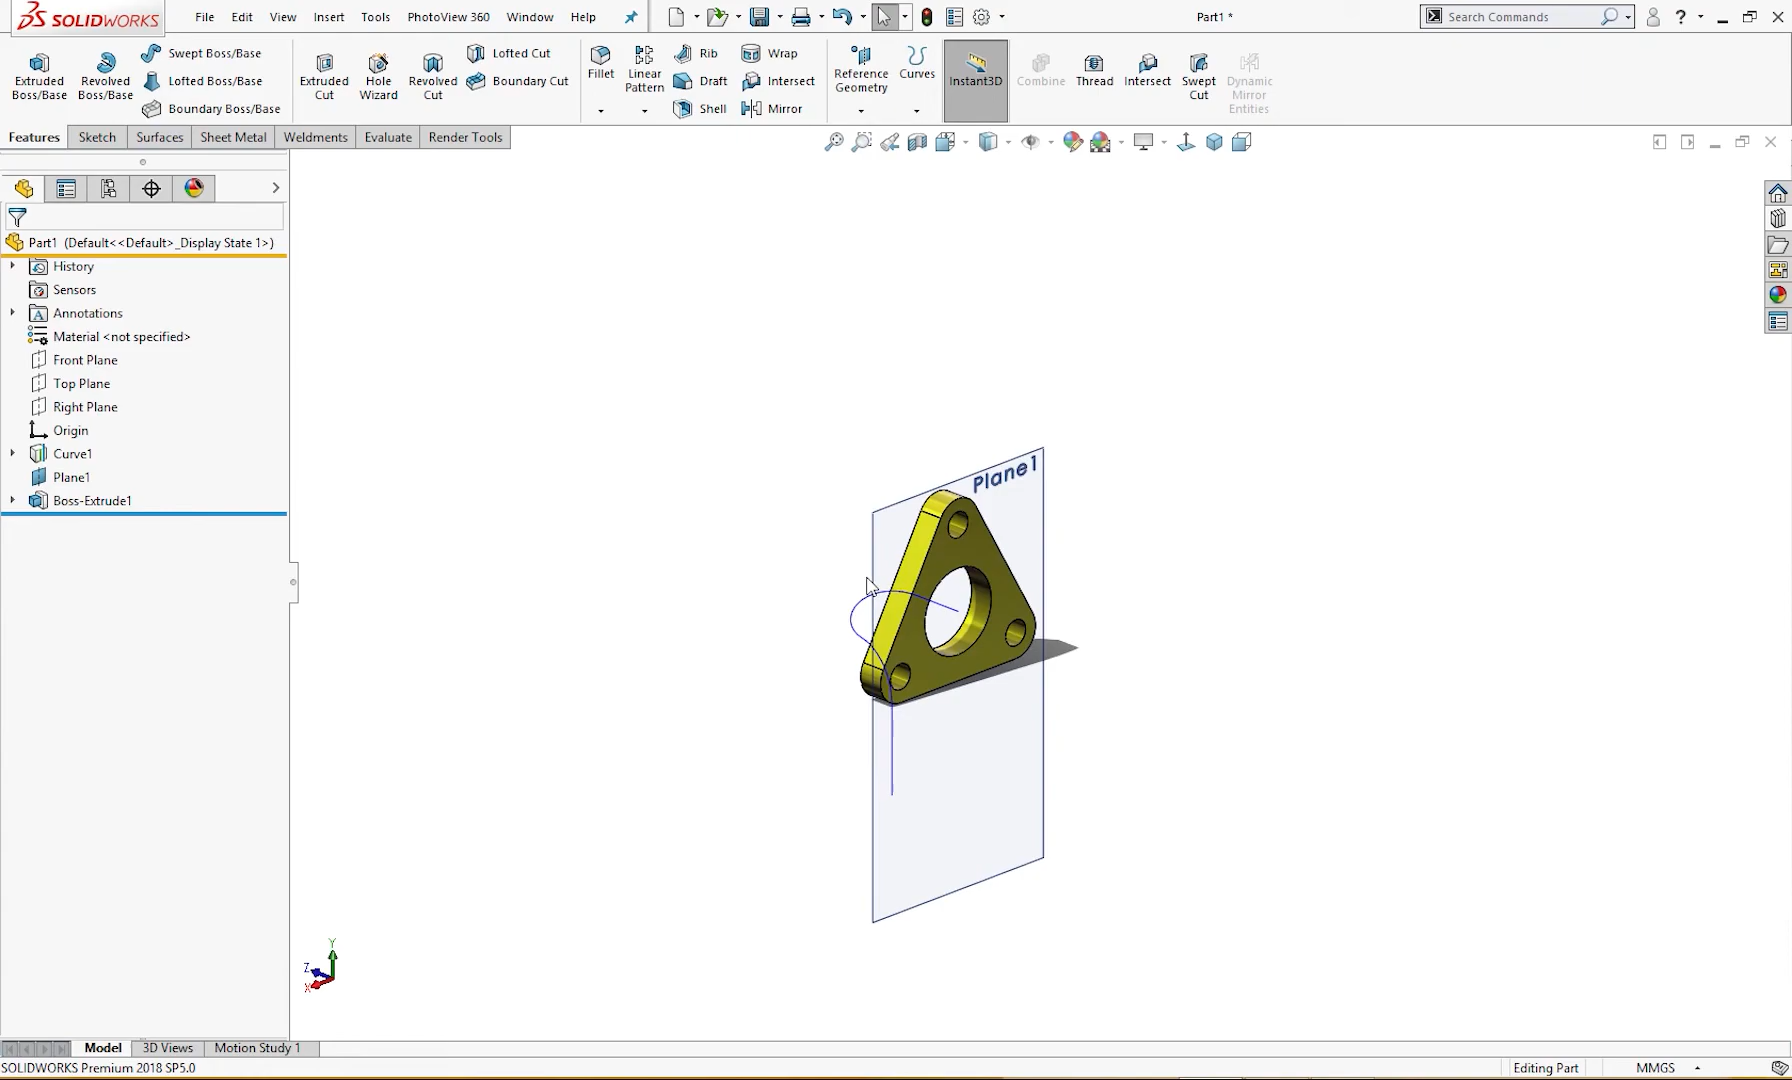 SOLIDWORKS File Edit View Insert Tools PhotoView 360 Window Help Part1 * Search Commands ?
Extruded Boss/Base
Revolved Boss/Base
Swept Boss/Base
Lofted Boss/Base
Boundary Boss/Base
Extruded Cut
Hole Wizard
Revolved Cut
Lofted Cut
Boundary Cut
Fillet
Linear Pattern
Rib
Draft
Shell
Wrap
Intersect
Mirror
Reference Geometry
Curves
Instant3D
Combine
Thread
Intersect
Swept Cut
Dynamic Mirror Entities
Features Sketch Surfaces Sheet Metal Weldments Evaluate Render Tools
Part1 (Default<<Default>_Display State 1>)
History
Sensors
Annotations
Material <not specified>
Front Plane
Top Plane
Right Plane
Origin
Curve1
Plane1
Boss-Extrude1
Plane1
Y
Z
X
Model 3D Views Motion Study 1
SOLIDWORKS Premium 2018 SP5.0 Editing Part MMGS